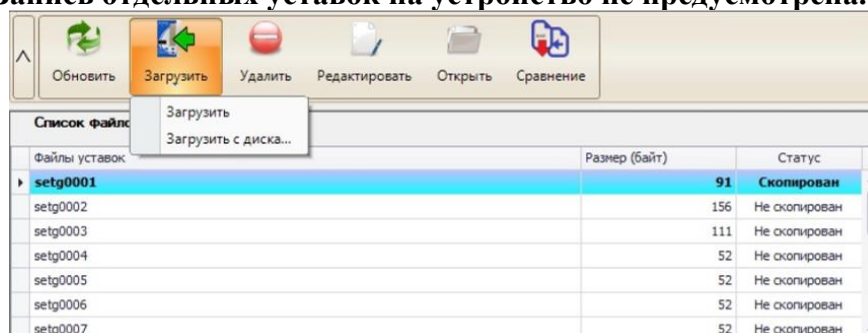 Запись отдельных уставок на устройство не предусмотрена.
Обновить Загрузить Удалить Редактировать Открыть Сравнение
Загрузить
Загрузить с диска...
Список файло
Файлы уставок Размер (байт) Статус
setg0001 91 Скопирован
setg0002 156 Не скопирован
setg0003 111 Не скопирован
setg0004 52 Не скопирован
setg0005 52 Не скопирован
setg0006 52 Не скопирован
setg0007 52 Не скопирован